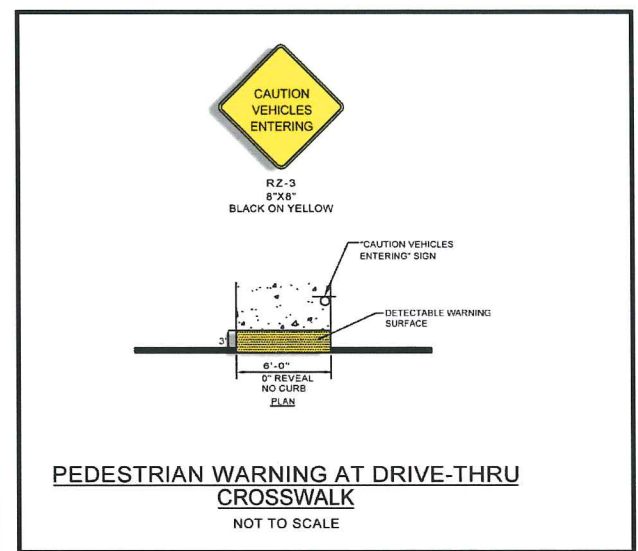 CAUTION
VEHICLES
ENTERING
RZ-3
8"X8"
BLACK ON YELLOW
"CAUTION VEHICLES
ENTERING" SIGN
DETECTABLE WARNING
SURFACE
3'
6'-0"
0" REVEAL
NO CURB
PLAN
PEDESTRIAN WARNING AT DRIVE-THRU
CROSSWALK
NOT TO SCALE